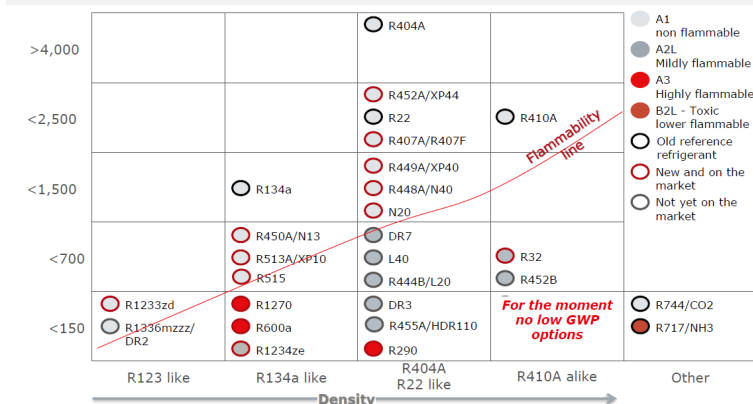 >4,000
R404A
<2,500
R452A/XP44
R22
R407A/R407F
R410A
Flammability
line
<1,500
R134a
R449A/XP40
R448A/N40
N20
<700
R450A/N13
R513A/XP10
R515
DR7
L40
R444B/L20
R32
R452B
<150
R1233zd
R1336mzzz/
DR2
R1270
R600a
R1234ze
DR3
R455A/HDR110
R290
For the moment
no low GWP
options
R744/CO2
R717/NH3
R123 like
R134a like
R404A
R22 like
R410A alike
Other
Density
A1
non flammable
A2L
Mildly flammable
A3
Highly flammable
B2L - Toxic
lower flammable
Old reference
refrigerant
New and on the
market
Not yet on the
market